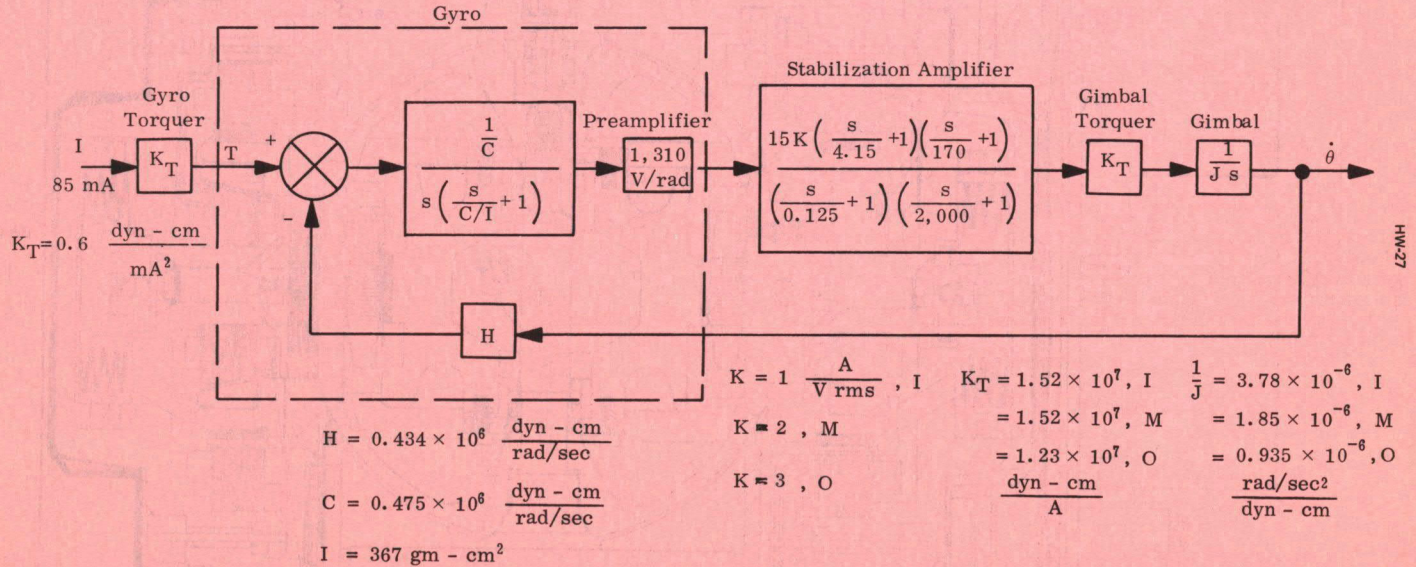 Gyro
Gyro
Torquer
I
85 mA
K_T
T
+
-
K_T = 0.6 dyn - cm / mA²
1/C
s ( s / C/I + 1 )
Preamplifier
1,310
V/rad
H
Stabilization Amplifier
15 K ( s/4.15 + 1 ) ( s/170 + 1 )
( s/0.125 + 1 ) ( s/2,000 + 1 )
Gimbal
Torquer
K_T
Gimbal
1 / J s
θ̇
HW-27
H = 0.434 × 10⁶ dyn - cm / rad/sec
C = 0.475 × 10⁶ dyn - cm / rad/sec
I = 367 gm - cm²
K = 1 A / V rms , I
K = 2 , M
K = 3 , O
K_T = 1.52 × 10⁷, I
= 1.52 × 10⁷, M
= 1.23 × 10⁷, O
dyn - cm / A
1/J = 3.78 × 10⁻⁶, I
= 1.85 × 10⁻⁶, M
= 0.935 × 10⁻⁶, O
rad/sec² / dyn - cm